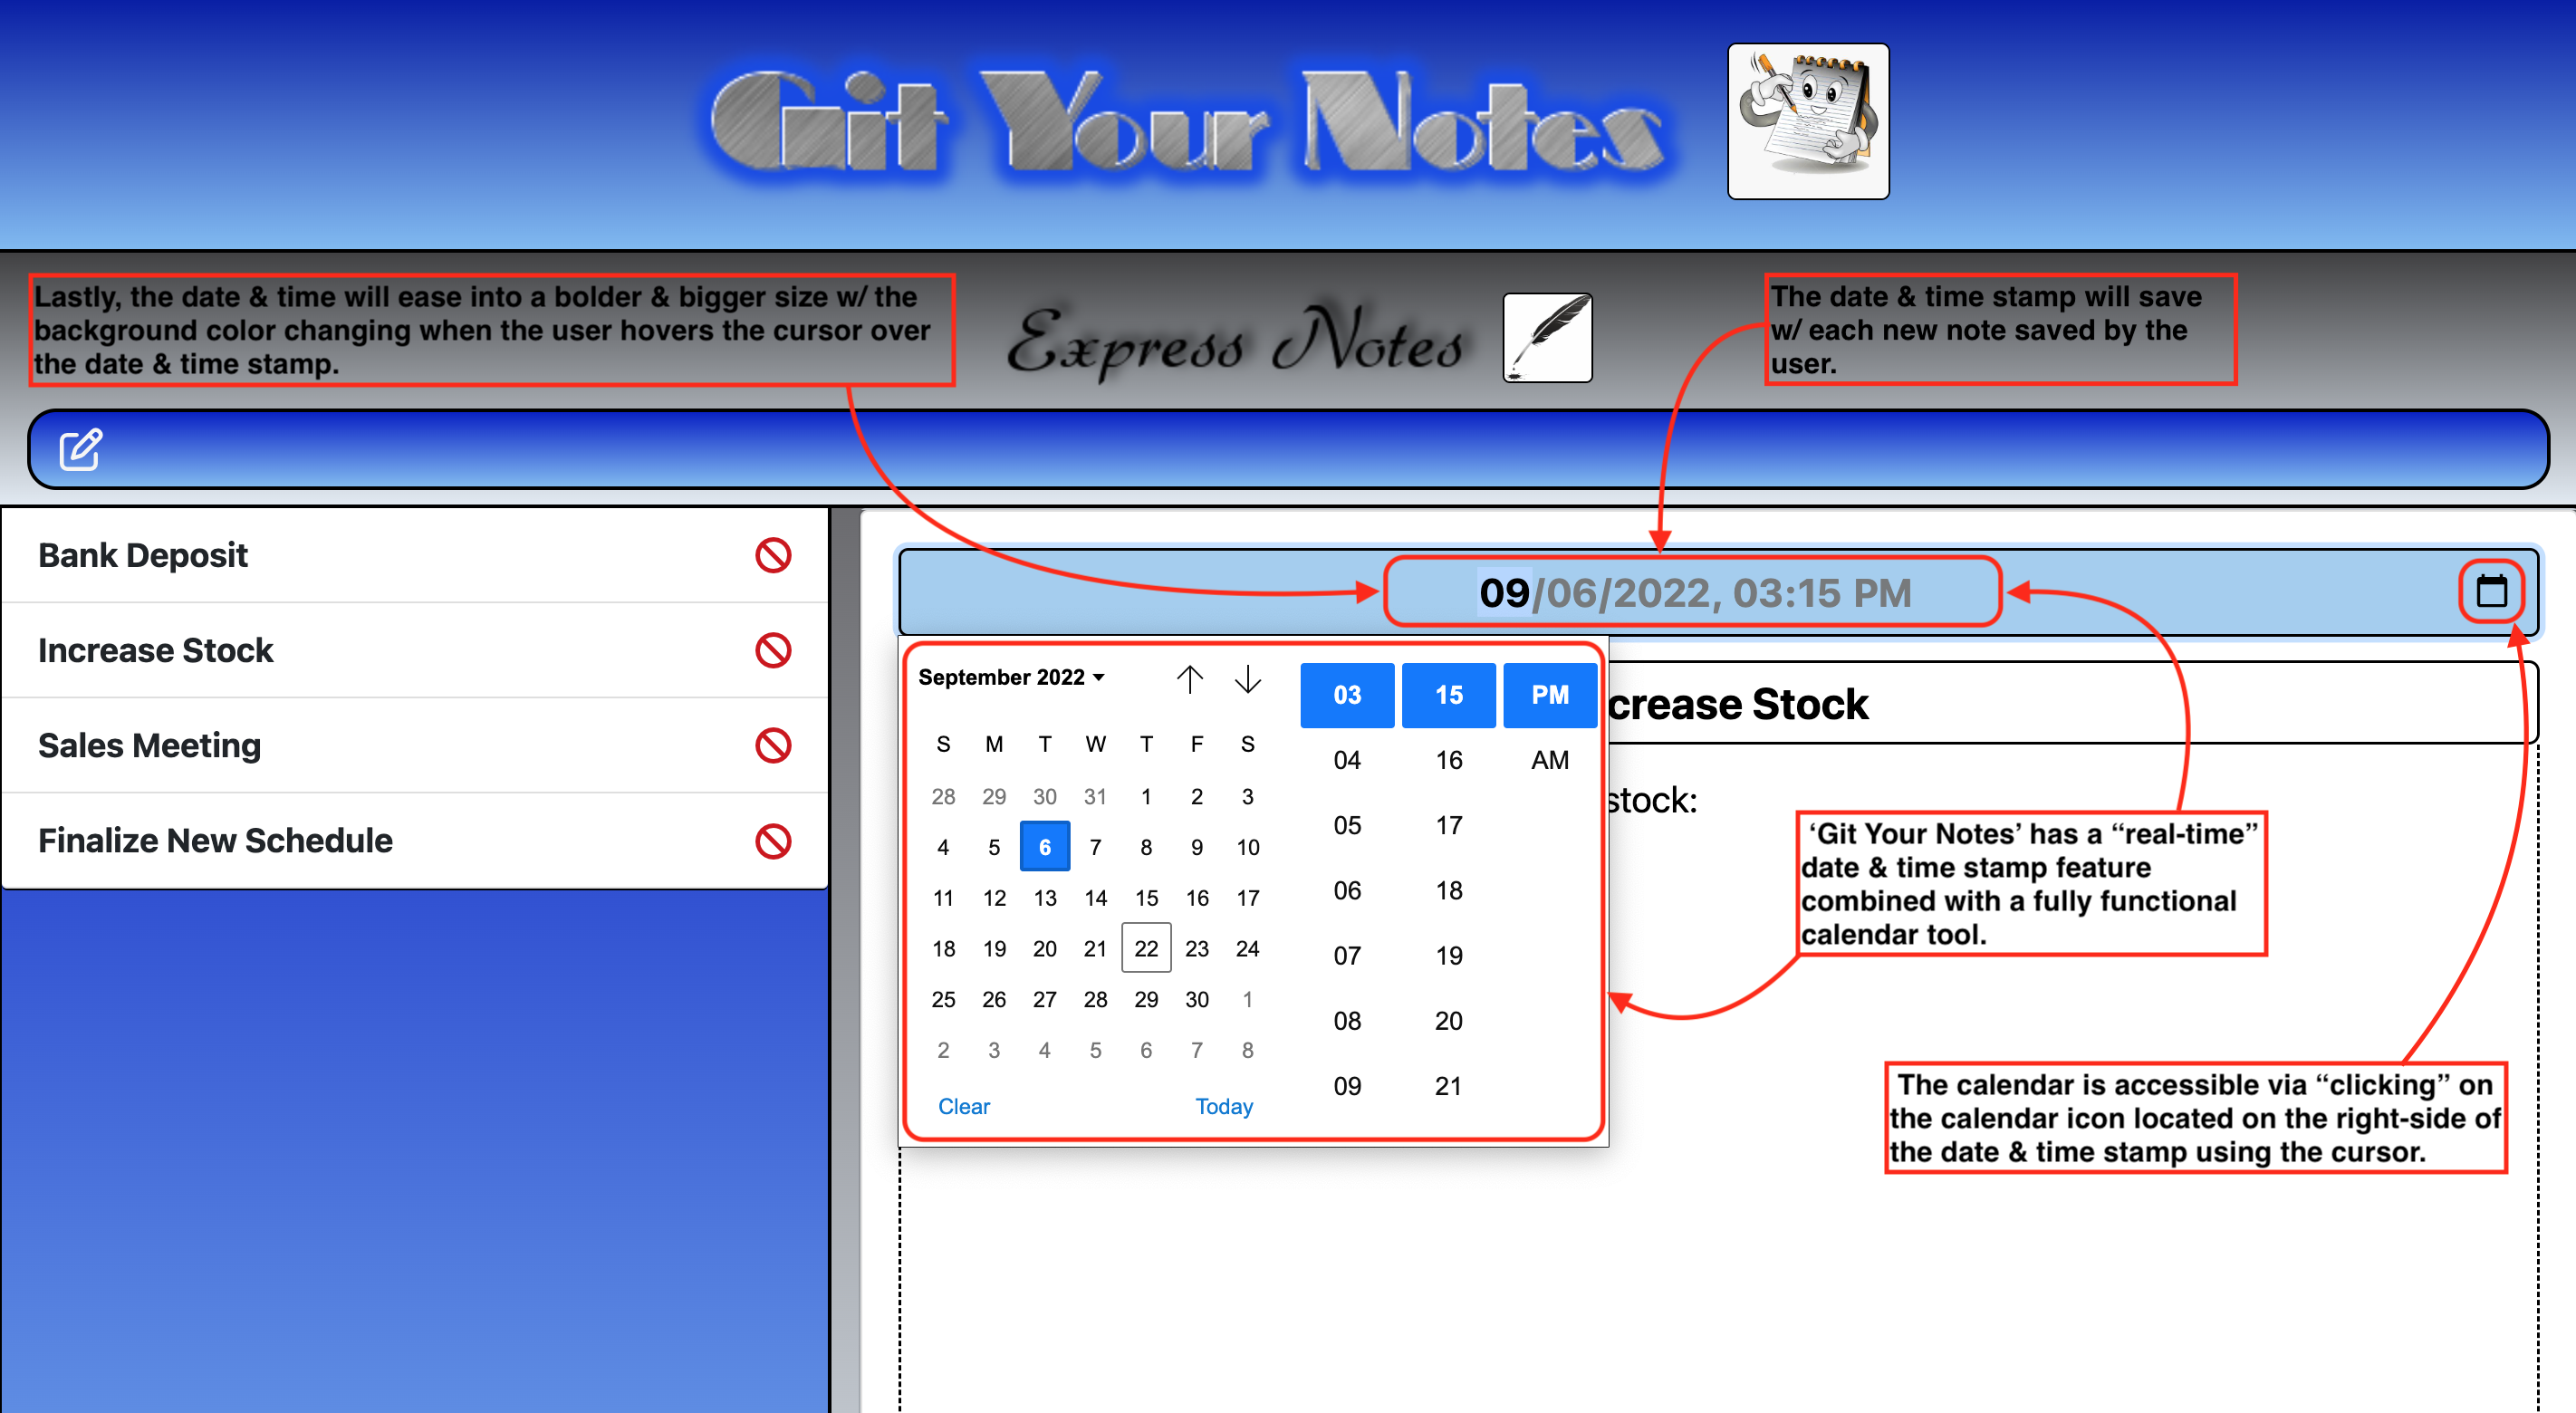 Git Your Notes
Lastly, the date & time will ease into a bolder & bigger size w/ the
background color changing when the user hovers the cursor over
the date & time stamp.
Express Notes
The date & time stamp will save
w/ each new note saved by the
user.
Bank Deposit
Increase Stock
Sales Meeting
Finalize New Schedule
09/06/2022, 03:15 PM
September 2022
S M T W T F S
28 29 30 31 1 2 3
4 5 6 7 8 9 10
11 12 13 14 15 16 17
18 19 20 21 22 23 24
25 26 27 28 29 30 1
2 3 4 5 6 7 8
Clear Today
03 15 PM
04 16 AM
05 17
06 18
07 19
08 20
09 21
crease Stock
stock:
‘Git Your Notes’ has a “real-time”
date & time stamp feature
combined with a fully functional
calendar tool.
The calendar is accessible via “clicking” on
the calendar icon located on the right-side of
the date & time stamp using the cursor.